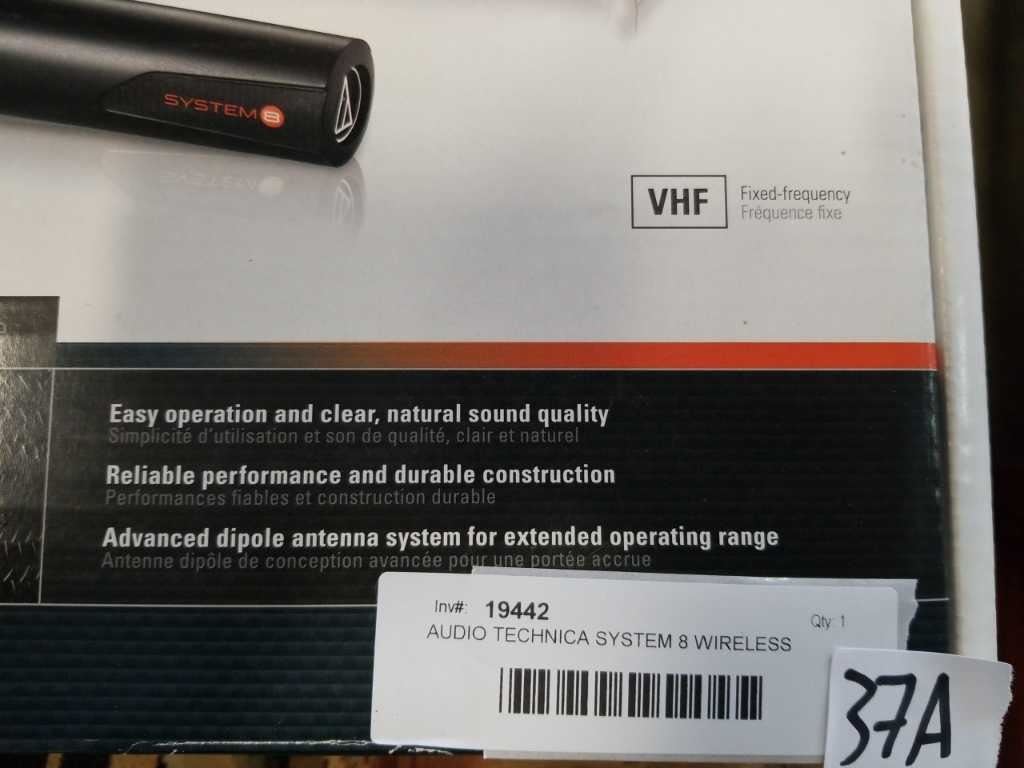 SYSTEM 8
VHF
Fixed-frequency
Fréquence fixe
Easy operation and clear, natural sound quality
Simplicité d'utilisation et son de qualité, clair et naturel
Reliable performance and durable construction
Performances fiables et construction durable
Advanced dipole antenna system for extended operating range
Antenne dipôle de conception avancée pour une portée accrue
Inv#: 19442
Qty: 1
AUDIO TECHNICA SYSTEM 8 WIRELESS
37A